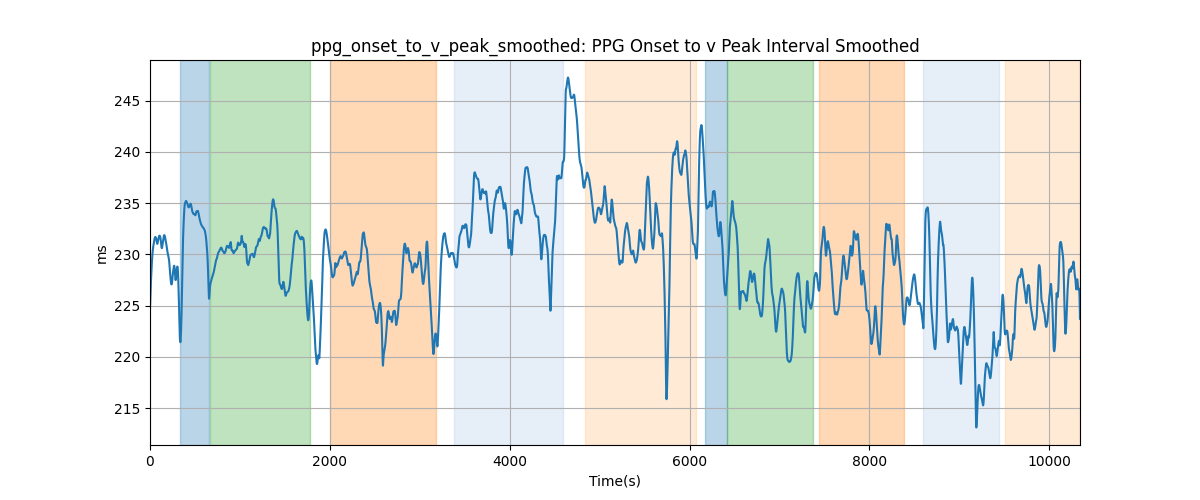 ppg_onset_to_v_peak_smoothed: PPG Onset to v Peak Interval Smoothed
245
240
235
230
225
220
215
ms
0 2000 4000 6000 8000 10000
Time(s)